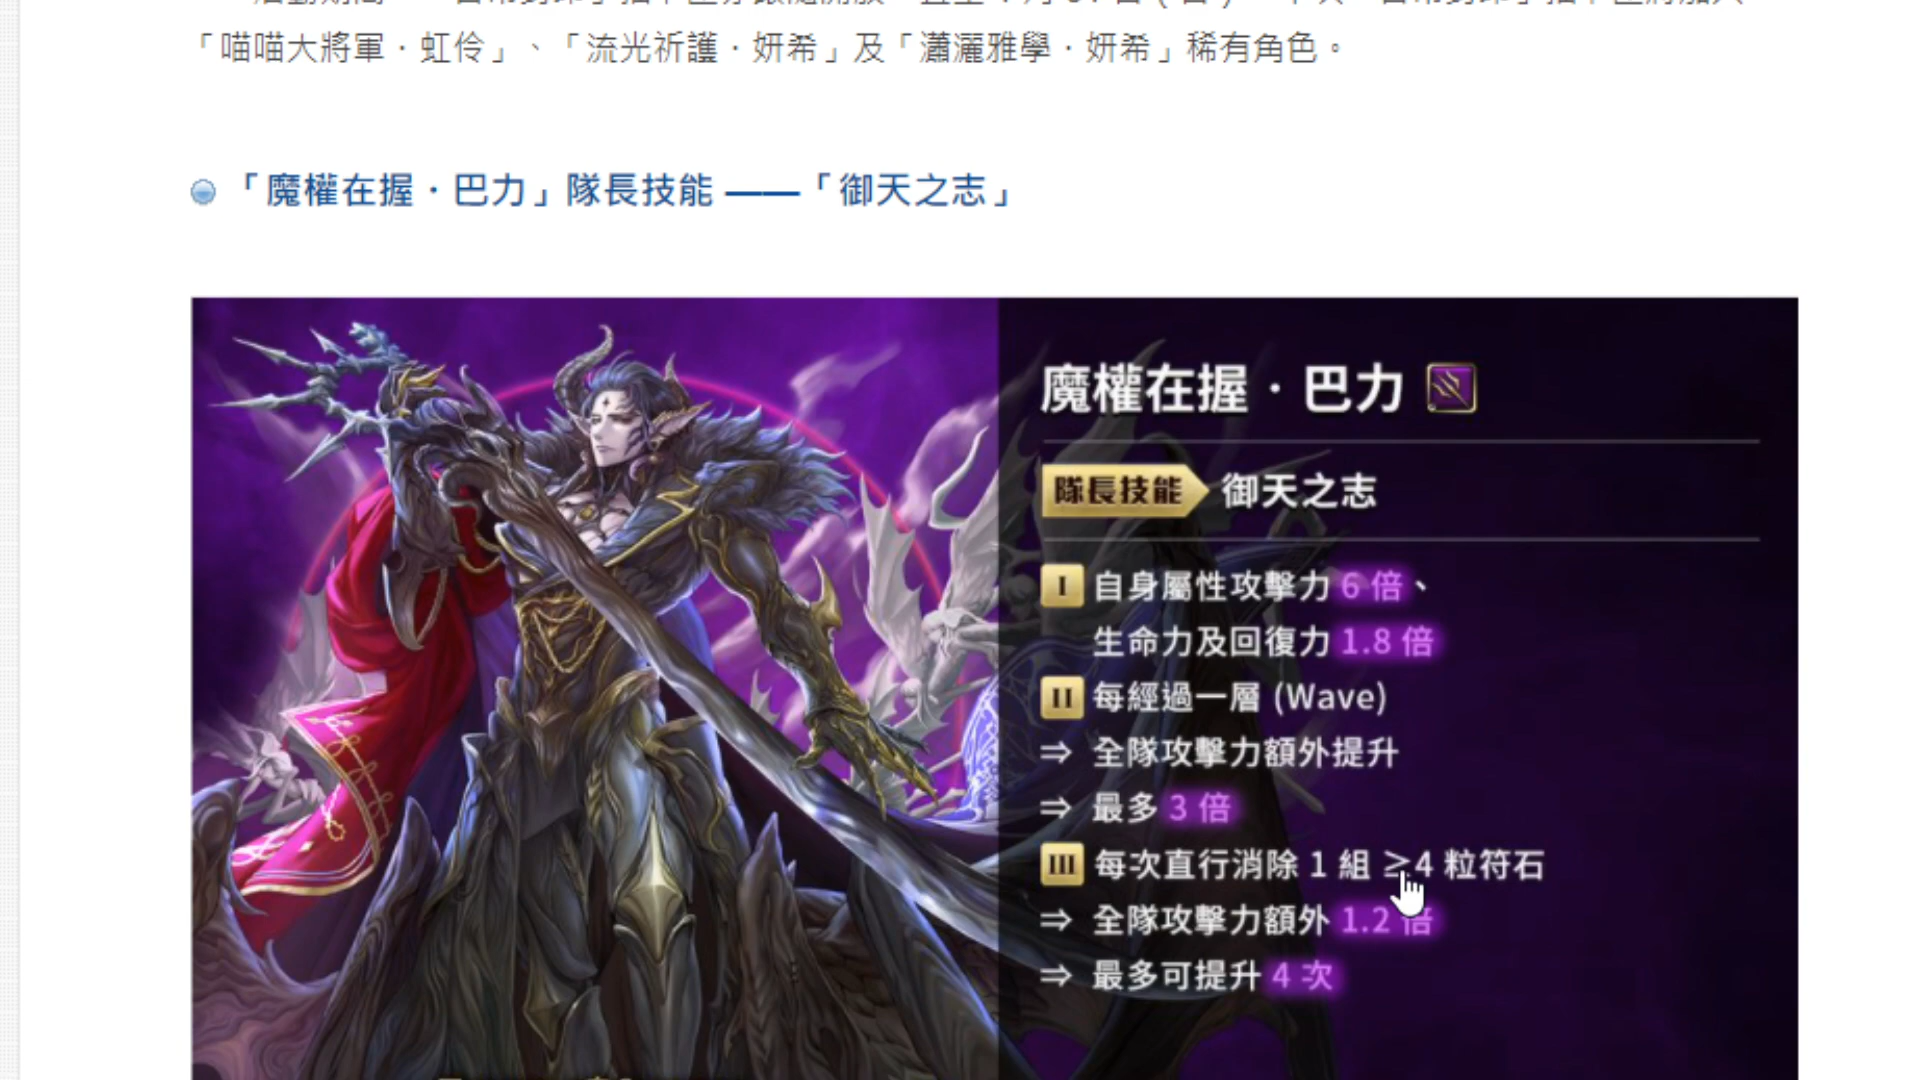 「喵喵大將軍．虹伶」、「流光祈護．妍希」及「瀟灑雅學．妍希」稀有角色。
「魔權在握．巴力」隊長技能 ——「御天之志」
魔權在握．巴力
隊長技能 御天之志
I 自身屬性攻擊力 6 倍、
生命力及回復力 1.8 倍
II 每經過一層 (Wave)
⇒ 全隊攻擊力額外提升
⇒ 最多 3 倍
III 每次直行消除 1 組 ≥4 粒符石
⇒ 全隊攻擊力額外 1.2 倍
⇒ 最多可提升 4 次